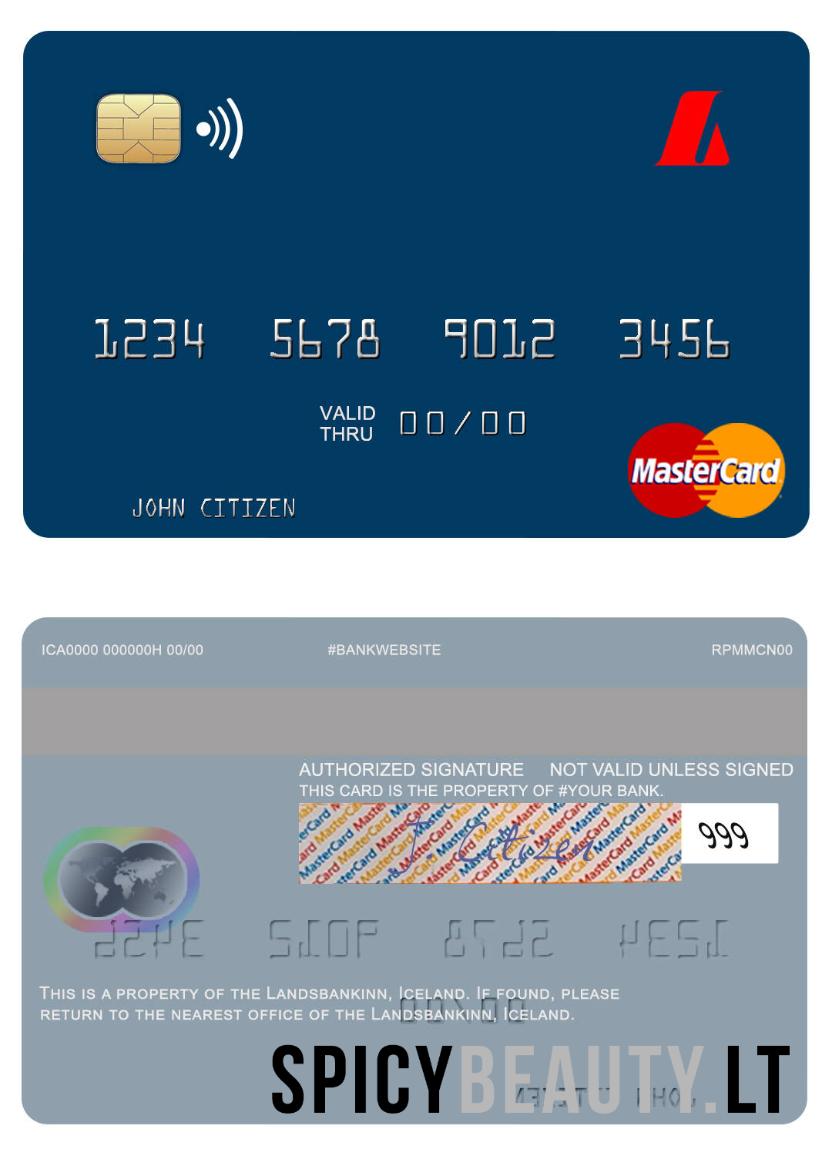 1234 5678 9012 3456
VALID
THRU 00/00
MasterCard
JOHN CITIZEN
ICA0000 000000H 00/00 #BANKWEBSITE RPMMCN00
AUTHORIZED SIGNATURE NOT VALID UNLESS SIGNED
THIS CARD IS THE PROPERTY OF #YOUR BANK.
J. Citizen 999
THIS IS A PROPERTY OF THE LANDSBANKINN, ICELAND. IF FOUND, PLEASE
RETURN TO THE NEAREST OFFICE OF THE LANDSBANKINN, ICELAND.
SPICYBEAUTY.LT